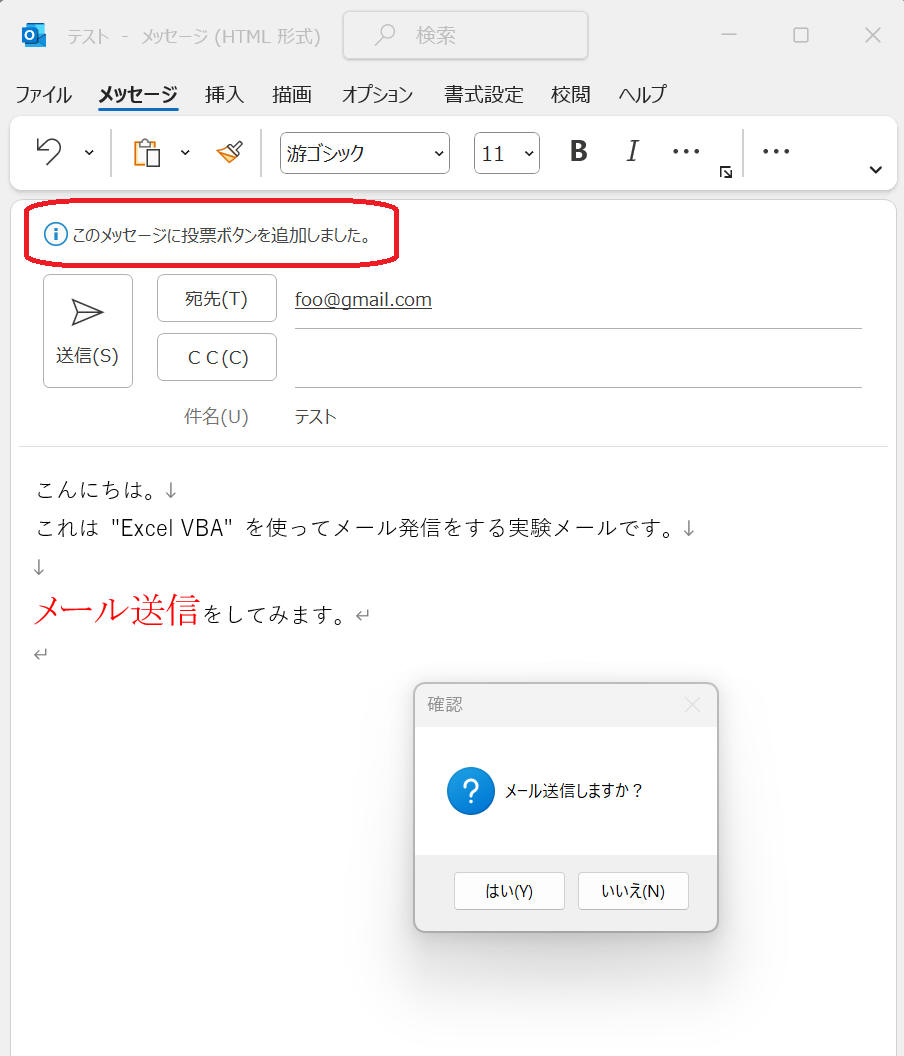 テスト - メッセージ (HTML 形式)
検索
ファイル メッセージ 挿入 描画 オプション 書式設定 校閲 ヘルプ
游ゴシック 11 B I
このメッセージに投票ボタンを追加しました。
宛先(T) foo@gmail.com
送信(S)
ＣＣ(C)
件名(U) テスト
こんにちは。↓
これは "Excel VBA" を使ってメール発信をする実験メールです。↓
↓
メール送信をしてみます。↵
↵
確認
メール送信しますか？
はい(Y) いいえ(N)